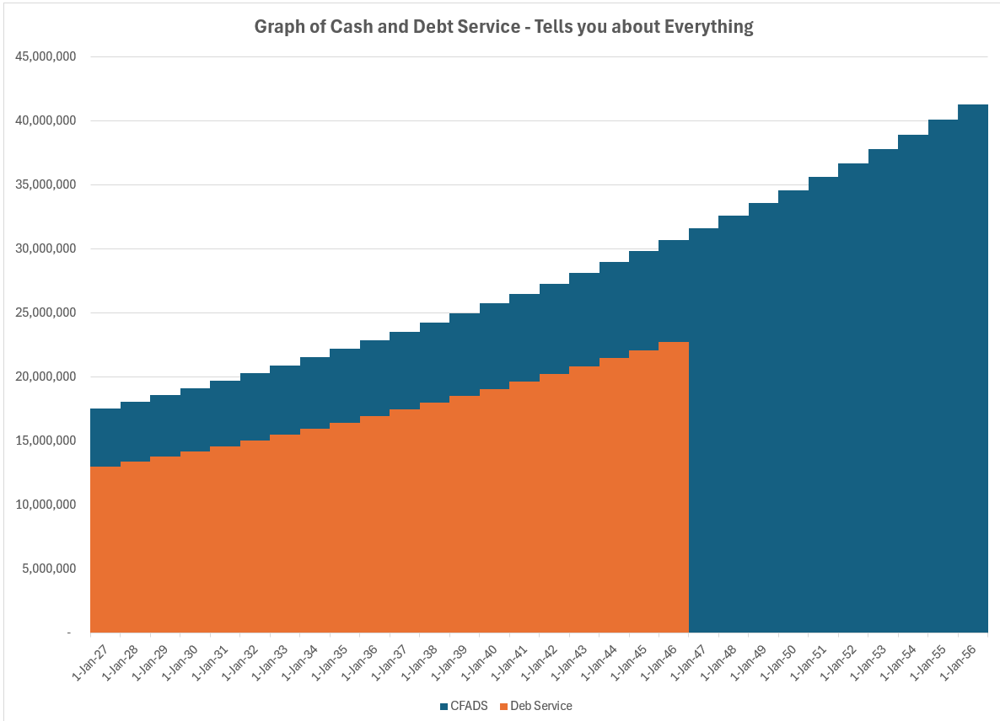 Graph of Cash and Debt Service - Tells you about Everything
45,000,000
40,000,000
35,000,000
30,000,000
25,000,000
20,000,000
15,000,000
10,000,000
5,000,000
-
1-Jan-27
1-Jan-28
1-Jan-29
1-Jan-30
1-Jan-31
1-Jan-32
1-Jan-33
1-Jan-34
1-Jan-35
1-Jan-36
1-Jan-37
1-Jan-38
1-Jan-39
1-Jan-40
1-Jan-41
1-Jan-42
1-Jan-43
1-Jan-44
1-Jan-45
1-Jan-46
1-Jan-47
1-Jan-48
1-Jan-49
1-Jan-50
1-Jan-51
1-Jan-52
1-Jan-53
1-Jan-54
1-Jan-55
1-Jan-56
CFADS Deb Service